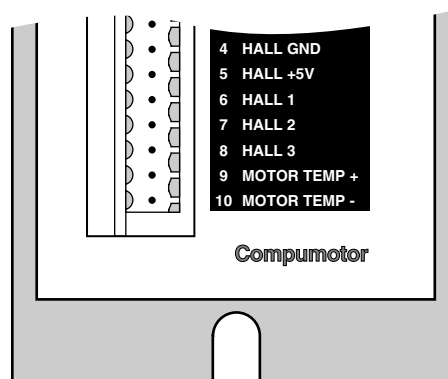 4 HALL GND
5 HALL +5V
6 HALL 1
7 HALL 2
8 HALL 3
9 MOTOR TEMP +
10 MOTOR TEMP -
Compumotor